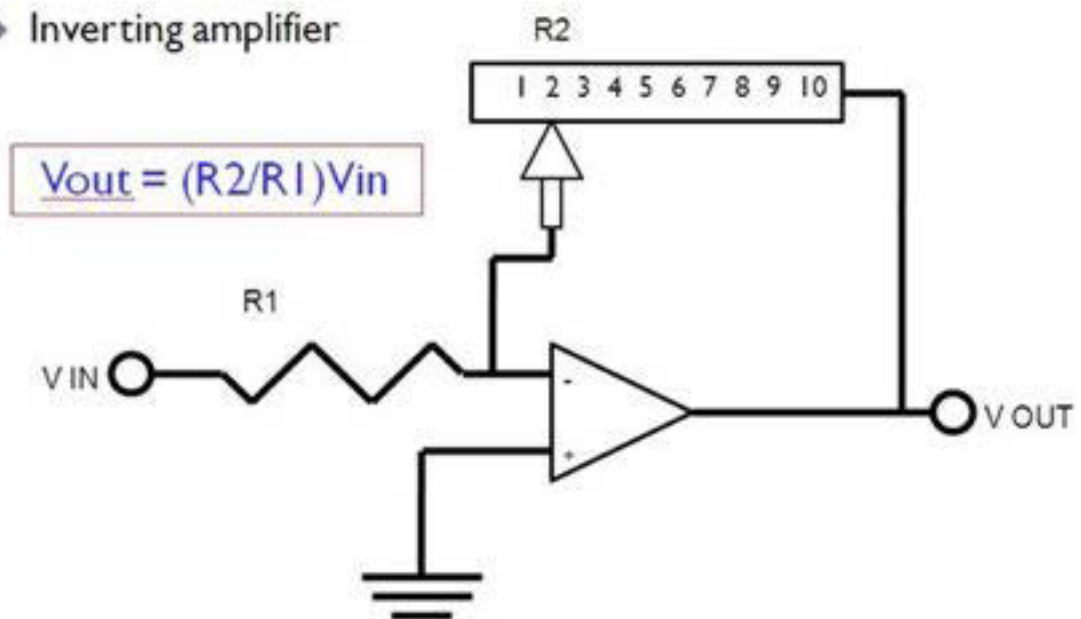 Inverting amplifier
R2
1 2 3 4 5 6 7 8 9 10
Vout = (R2/R1)Vin
R1
V IN
-
+
V OUT